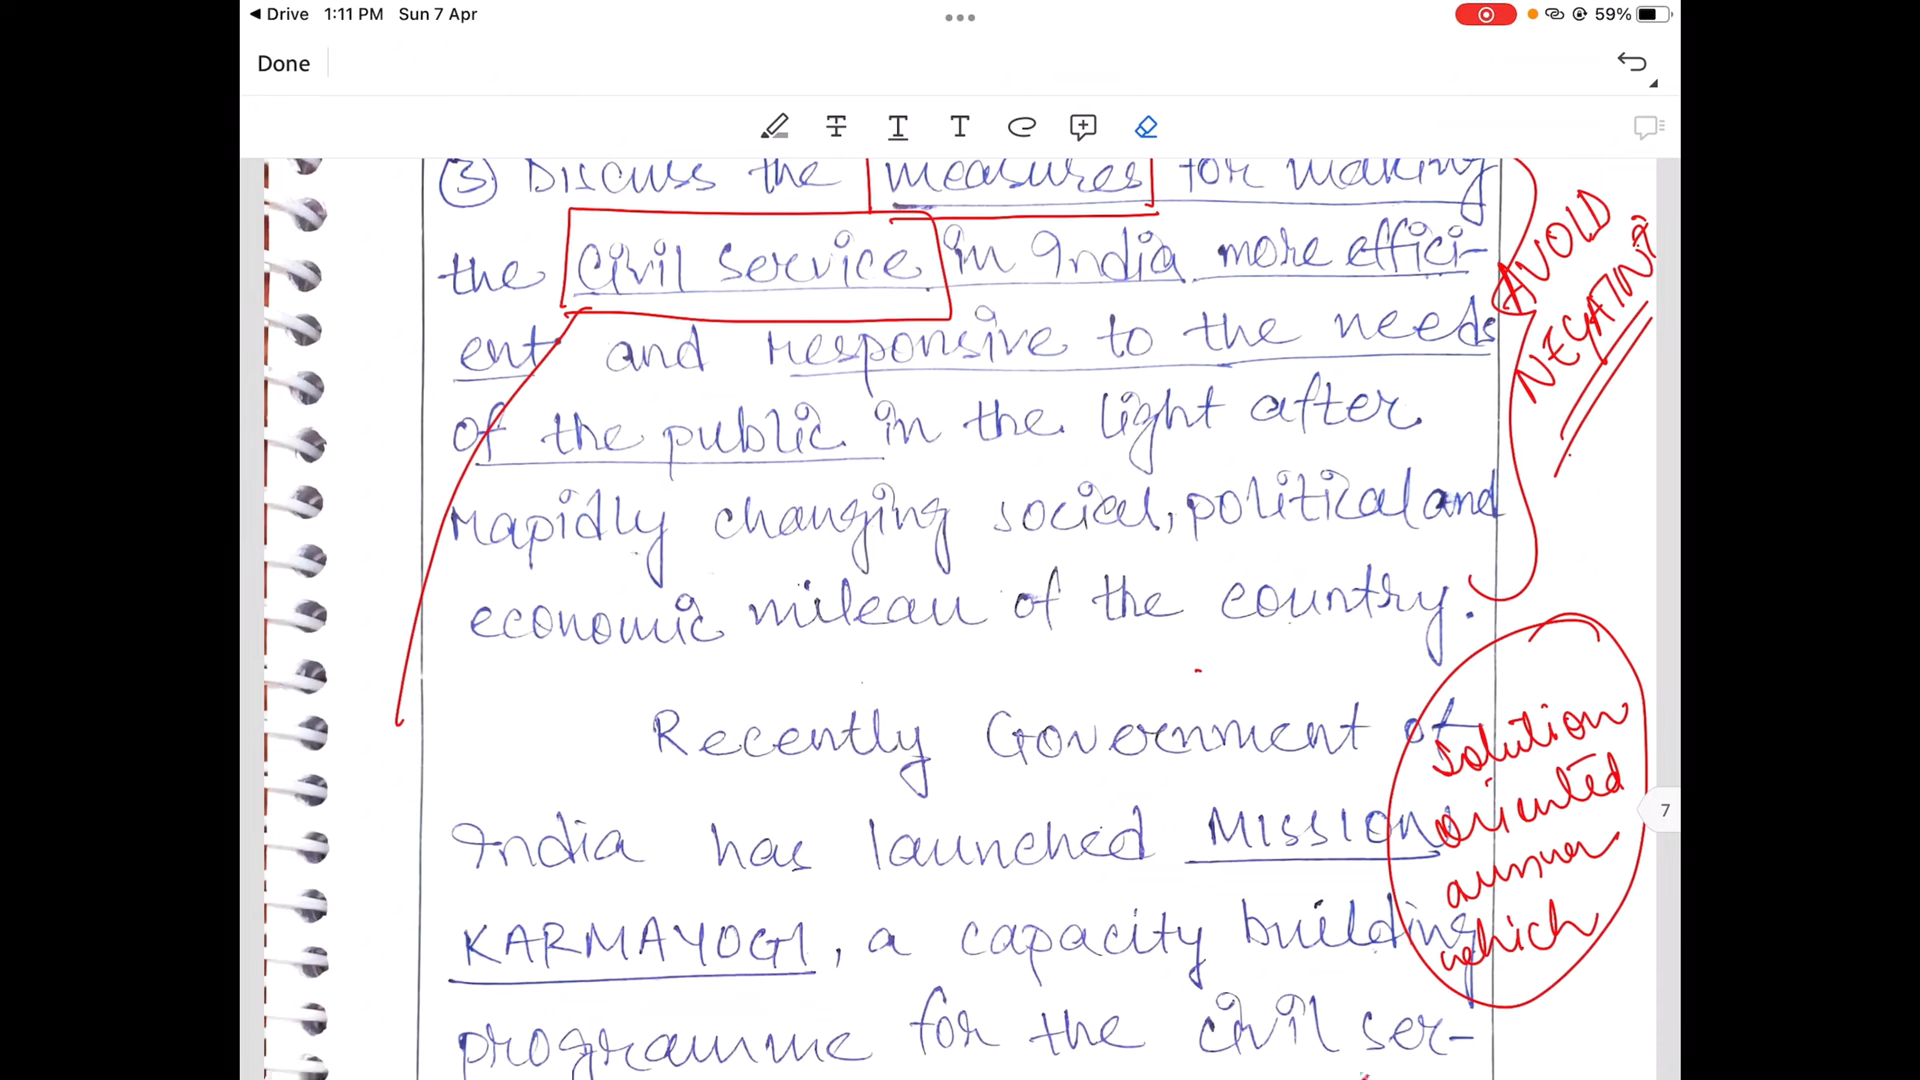 Drive 1:11 PM Sun 7 Apr
59%
Done
T T T
(3) Discuss the measures for making
the Civil service in India more effici-
ent and responsive to the needs
of the public in the light after
rapidly changing social, political and
economic mileau of the country.
AVOID
NEGATIVE
Recently Government of
India has launched MISSION
KARMAYOGI, a capacity building
programme for the civil ser-
solution
oriented
answer
which
7